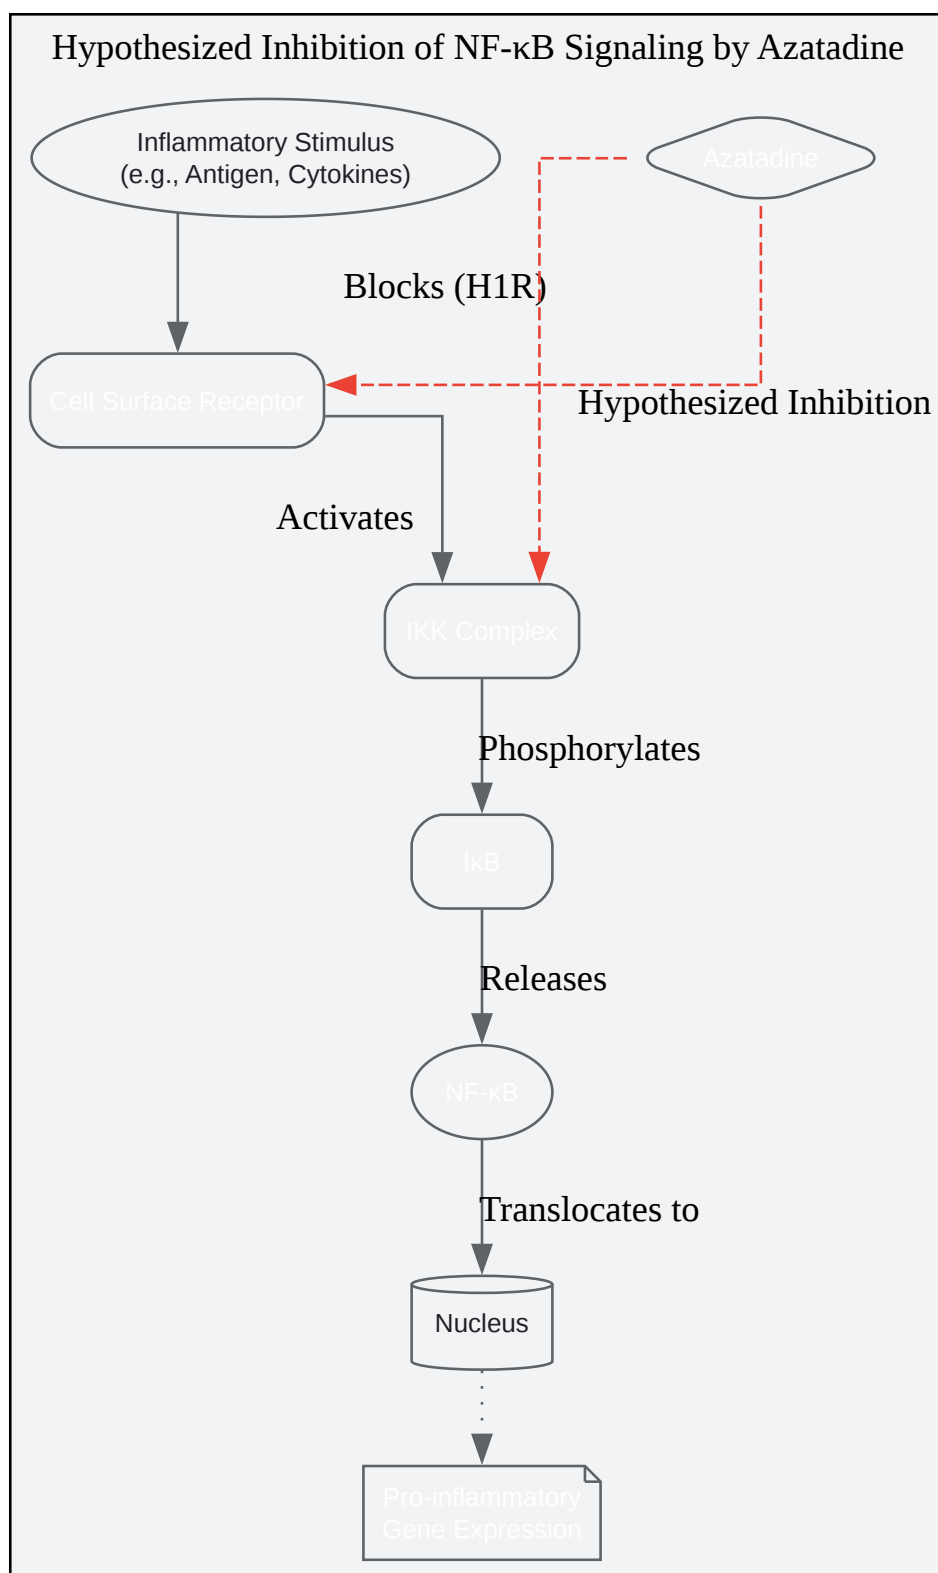 Hypothesized Inhibition of NF-κB Signaling by Azatadine
Inflammatory Stimulus
(e.g., Antigen, Cytokines)
Azatadine
Blocks (H1R)
Cell Surface Receptor
Hypothesized Inhibition
Activates
IKK Complex
Phosphorylates
IκB
Releases
NF-κB
Translocates to
Nucleus
Pro-inflammatory
Gene Expression